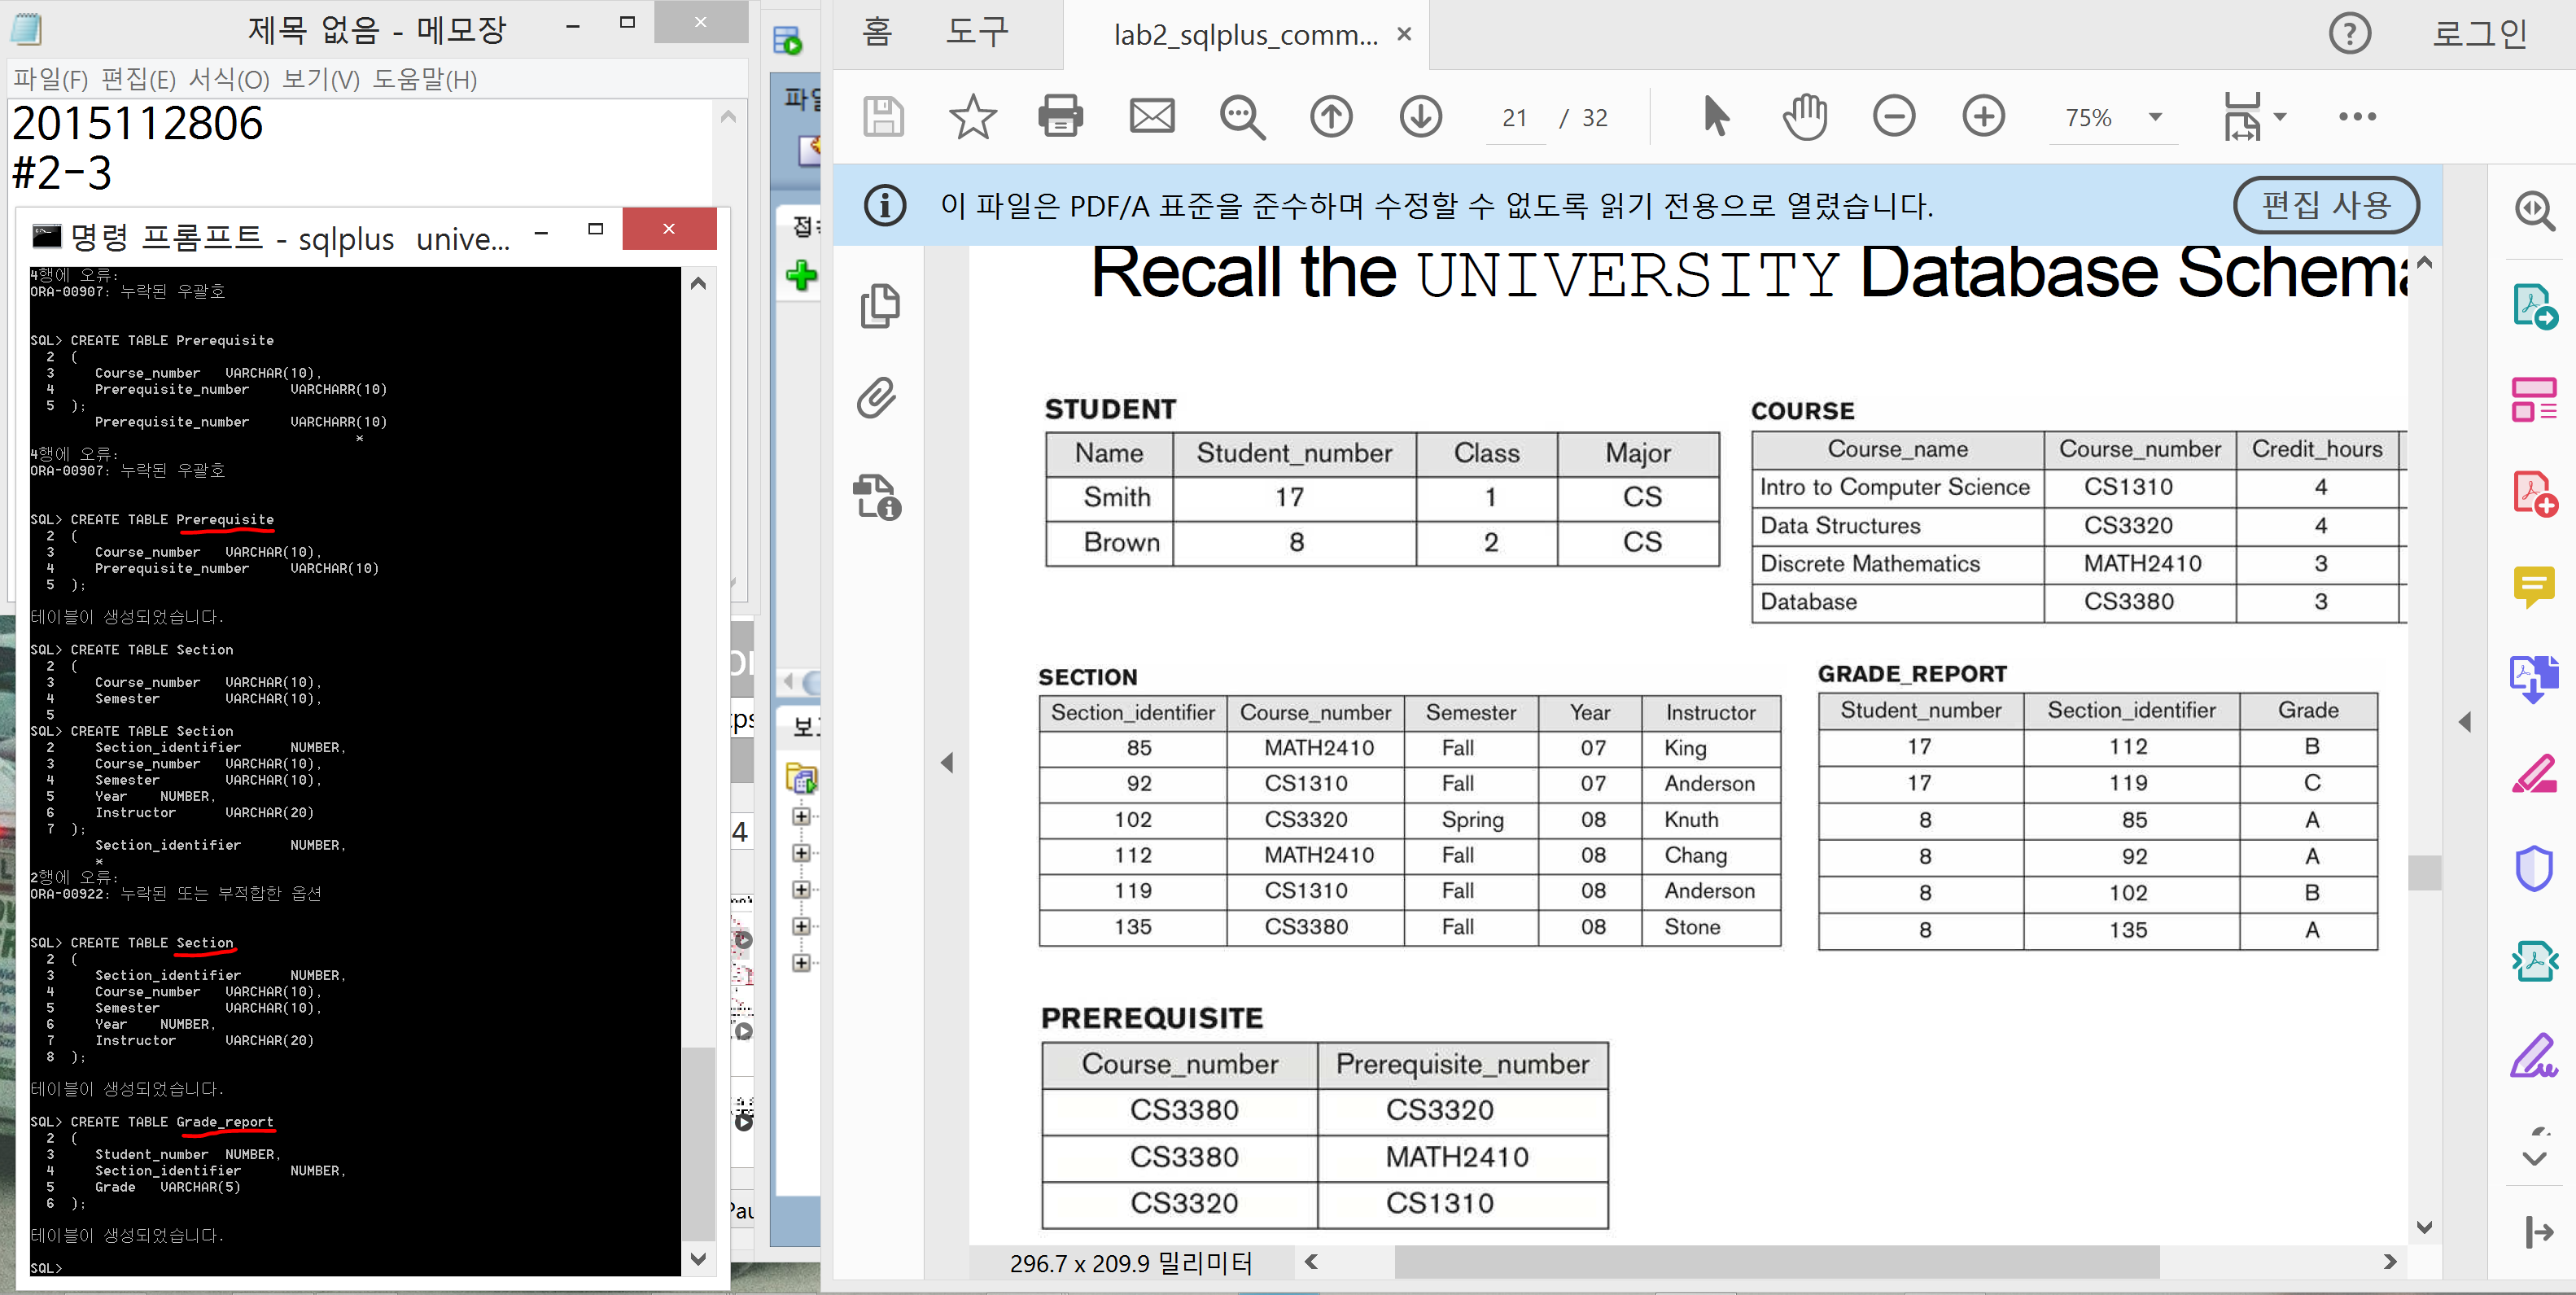 제목 없음 - 메모장
파일(F) 편집(E) 서식(O) 보기(V) 도움말(H)
2015112806
#2-3
명령 프롬프트 - sqlplus unive...
4행에 오류:
ORA-00907: 누락된 우괄호
SQL> CREATE TABLE Prerequisite
2 (
3 Course_number VARCHAR(10),
4 Prerequisite_number VARCHARR(10)
5 );
Prerequisite_number VARCHARR(10)
*
4행에 오류:
ORA-00907: 누락된 우괄호
SQL> CREATE TABLE Prerequisite
2 (
3 Course_number VARCHAR(10),
4 Prerequisite_number VARCHAR(10)
5 );
테이블이 생성되었습니다.
SQL> CREATE TABLE Section
2 (
3 Course_number VARCHAR(10),
4 Semester VARCHAR(10),
5
SQL> CREATE TABLE Section
2 Section_identifier NUMBER,
3 Course_number VARCHAR(10),
4 Semester VARCHAR(10),
5 Year NUMBER,
6 Instructor VARCHAR(20)
7 );
Section_identifier NUMBER,
*
2행에 오류:
ORA-00922: 누락된 또는 부적합한 옵션
SQL> CREATE TABLE Section
2 (
3 Section_identifier NUMBER,
4 Course_number VARCHAR(10),
5 Semester VARCHAR(10),
6 Year NUMBER,
7 Instructor VARCHAR(20)
8 );
테이블이 생성되었습니다.
SQL> CREATE TABLE Grade_report
2 (
3 Student_number NUMBER,
4 Section_identifier NUMBER,
5 Grade VARCHAR(5)
6 );
테이블이 생성되었습니다.
SQL>
홈 도구 lab2_sqlplus_comm... 로그인
21 / 32 75%
이 파일은 PDF/A 표준을 준수하며 수정할 수 없도록 읽기 전용으로 열렸습니다. 편집 사용
Recall the UNIVERSITY Database Schema
STUDENT
Name Student_number Class Major
Smith 17 1 CS
Brown 8 2 CS
COURSE
Course_name Course_number Credit_hours
Intro to Computer Science CS1310 4
Data Structures CS3320 4
Discrete Mathematics MATH2410 3
Database CS3380 3
SECTION
Section_identifier Course_number Semester Year Instructor
85 MATH2410 Fall 07 King
92 CS1310 Fall 07 Anderson
102 CS3320 Spring 08 Knuth
112 MATH2410 Fall 08 Chang
119 CS1310 Fall 08 Anderson
135 CS3380 Fall 08 Stone
GRADE_REPORT
Student_number Section_identifier Grade
17 112 B
17 119 C
8 85 A
8 92 A
8 102 B
8 135 A
PREREQUISITE
Course_number Prerequisite_number
CS3380 CS3320
CS3380 MATH2410
CS3320 CS1310
296.7 x 209.9 밀리미터